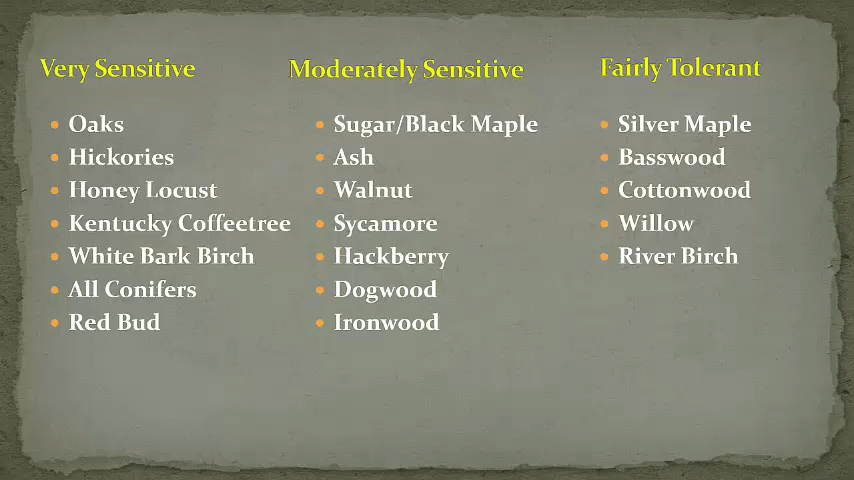 Very Sensitive
Oaks
Hickories
Honey Locust
Kentucky Coffeetree
White Bark Birch
All Conifers
Red Bud
Moderately Sensitive
Sugar/Black Maple
Ash
Walnut
Sycamore
Hackberry
Dogwood
Ironwood
Fairly Tolerant
Silver Maple
Basswood
Cottonwood
Willow
River Birch